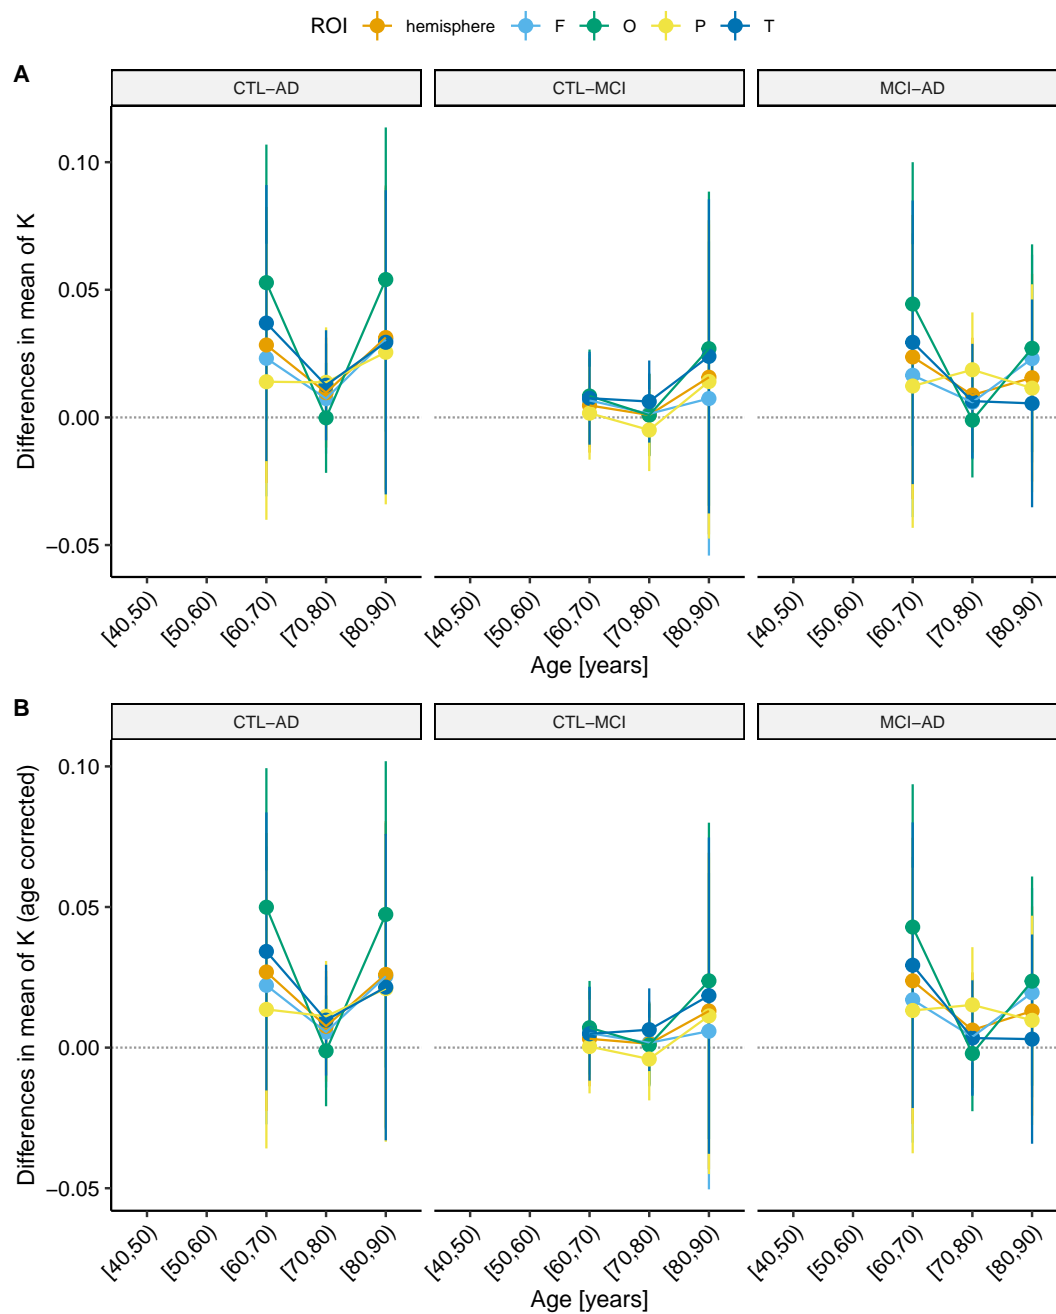 ROI hemisphere F O P T
A
CTL−AD CTL−MCI MCI−AD
Differences in mean of K
0.10
0.05
0.00
−0.05
[40,50) [50,60) [60,70) [70,80) [80,90) [40,50) [50,60) [60,70) [70,80) [80,90) [40,50) [50,60) [60,70) [70,80) [80,90)
Age [years]
B
CTL−AD CTL−MCI MCI−AD
Differences in mean of K (age corrected)
0.10
0.05
0.00
−0.05
[40,50) [50,60) [60,70) [70,80) [80,90) [40,50) [50,60) [60,70) [70,80) [80,90) [40,50) [50,60) [60,70) [70,80) [80,90)
Age [years]